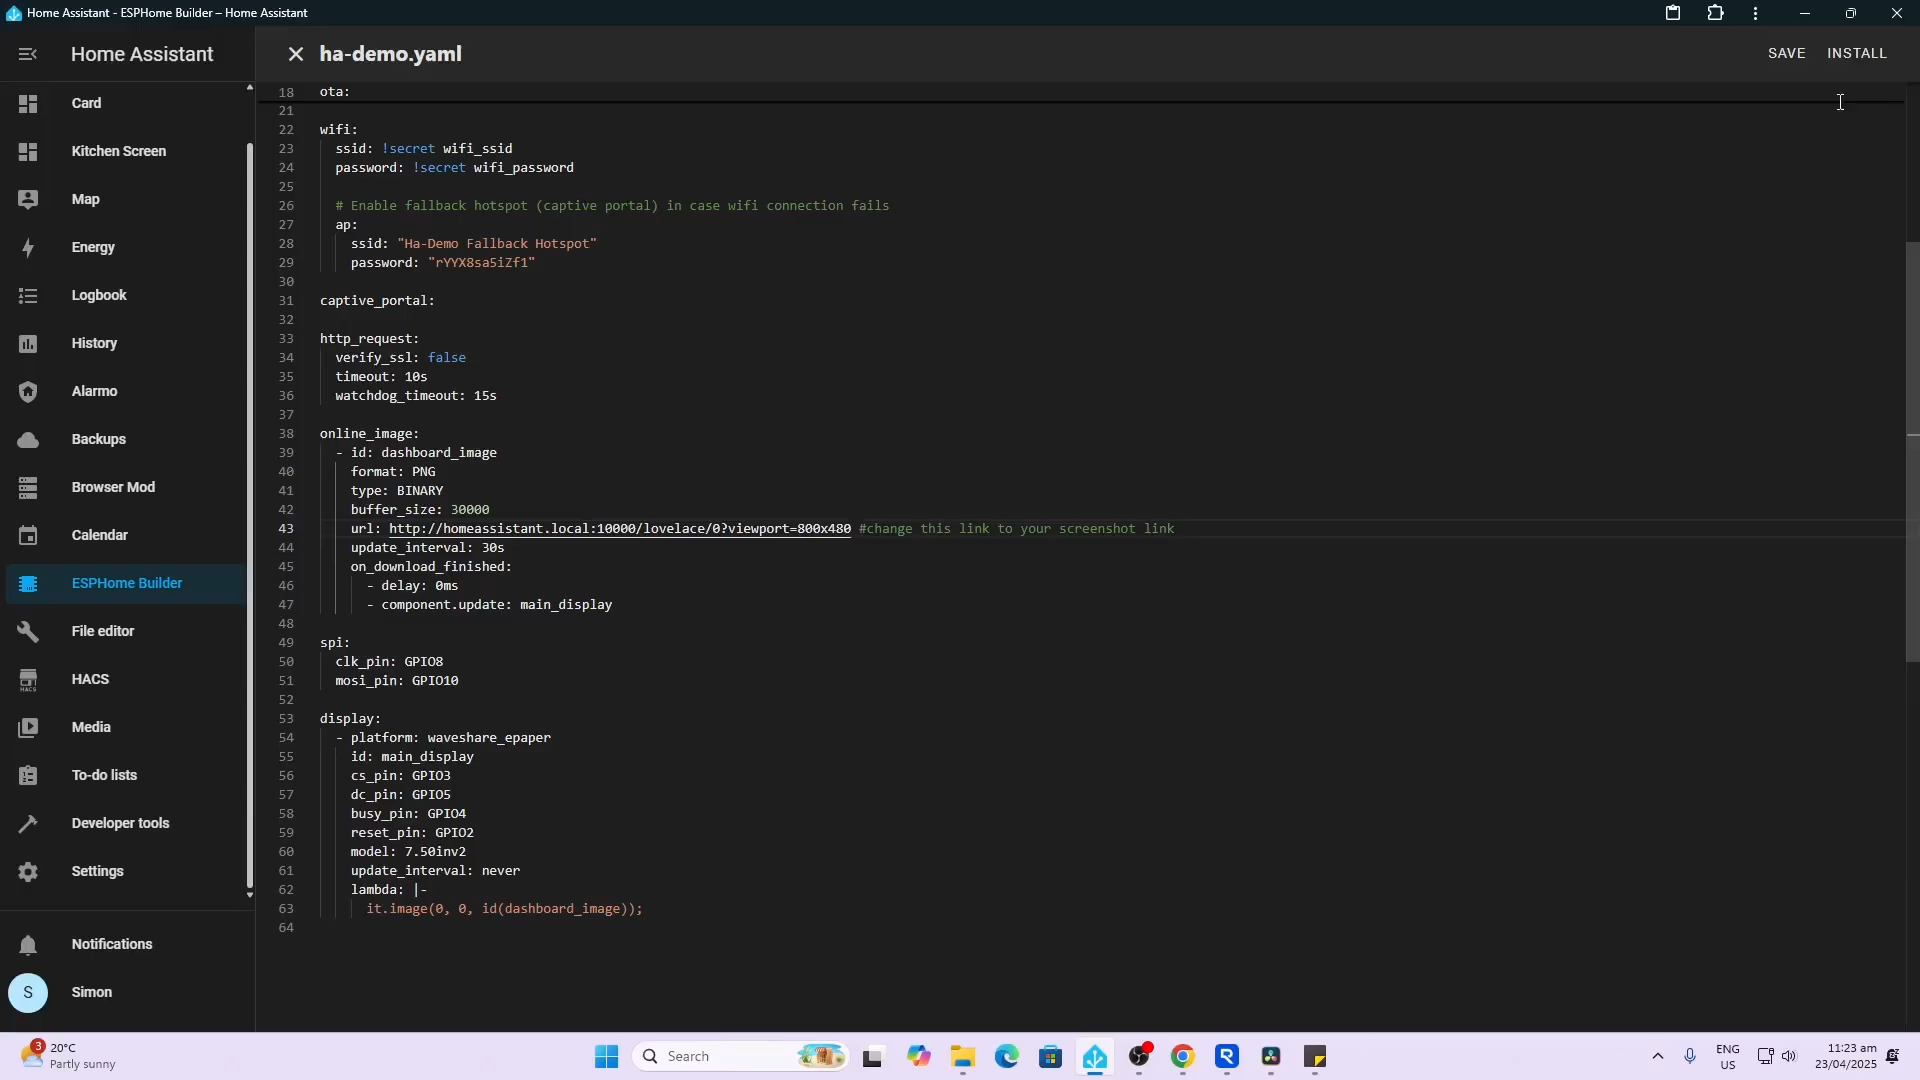 Home Assistant - ESPHome Builder – Home Assistant
Home Assistant
ha-demo.yaml
SAVE
INSTALL
Card
Kitchen Screen
Map
Energy
Logbook
History
Alarmo
Backups
Browser Mod
Calendar
ESPHome Builder
File editor
HACS
HACS
Media
To-do lists
Developer tools
Settings
Notifications
S
Simon
18 ota:
21
22 wifi:
23 ssid: !secret wifi_ssid
24 password: !secret wifi_password
25
26 # Enable fallback hotspot (captive portal) in case wifi connection fails
27 ap:
28 ssid: "Ha-Demo Fallback Hotspot"
29 password: "rYYX8sa5iZf1"
30
31 captive_portal:
32
33 http_request:
34 verify_ssl: false
35 timeout: 10s
36 watchdog_timeout: 15s
37
38 online_image:
39 - id: dashboard_image
40 format: PNG
41 type: BINARY
42 buffer_size: 30000
43 url: http://homeassistant.local:10000/lovelace/0?viewport=800x480 #change this link to your screenshot link
44 update_interval: 30s
45 on_download_finished:
46 - delay: 0ms
47 - component.update: main_display
48
49 spi:
50 clk_pin: GPIO8
51 mosi_pin: GPIO10
52
53 display:
54 - platform: waveshare_epaper
55 id: main_display
56 cs_pin: GPIO3
57 dc_pin: GPIO5
58 busy_pin: GPIO4
59 reset_pin: GPIO2
60 model: 7.50inv2
61 update_interval: never
62 lambda: |-
63 it.image(0, 0, id(dashboard_image));
64
3
20°C
Partly sunny
Search
ENG
US
11:23 am
23/04/2025